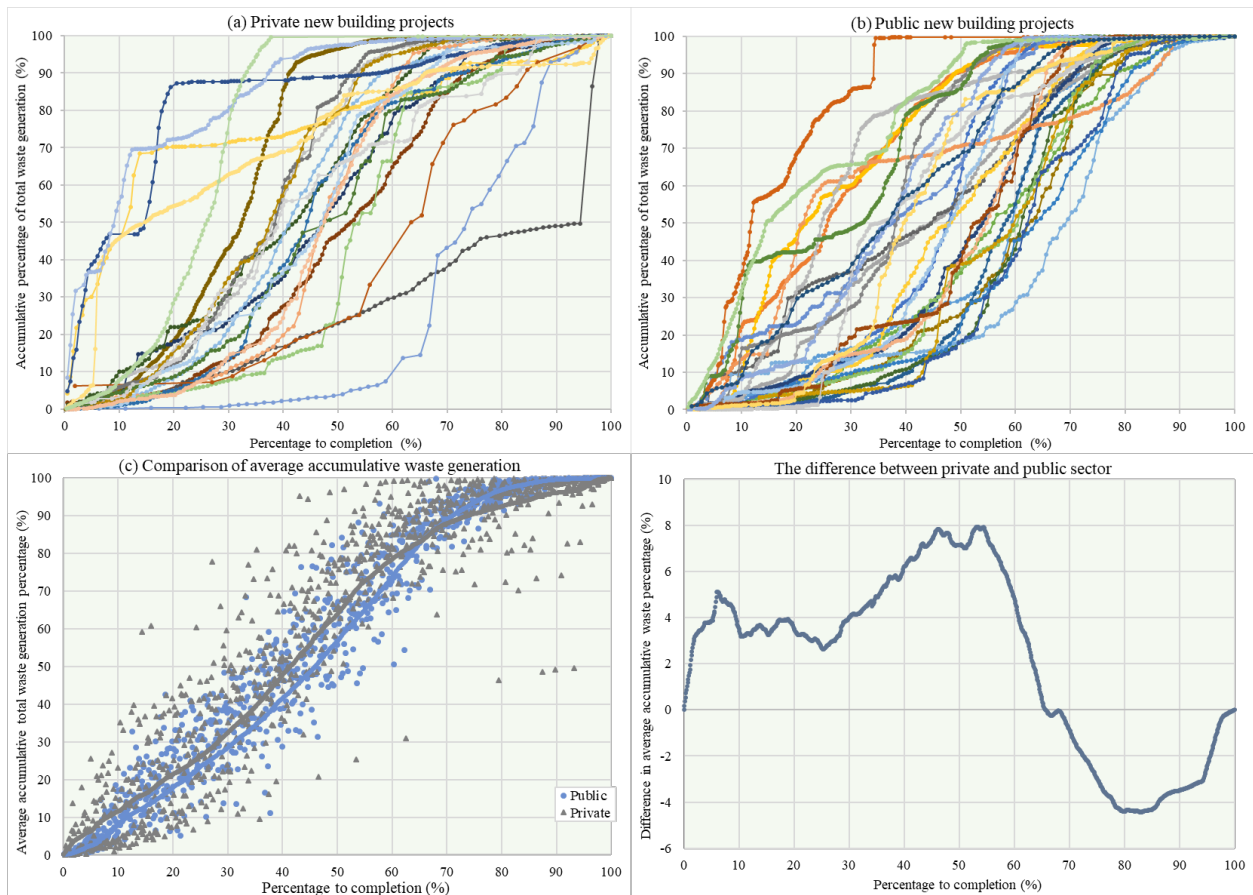 (a) Private new building projects
Accumulative percentage of total waste generation (%)
100
90
80
70
60
50
40
30
20
10
0
0 10 20 30 40 50 60 70 80 90 100
Percentage to completion (%)
(b) Public new building projects
Accumulative percentage of total waste generation (%)
100
90
80
70
60
50
40
30
20
10
0
0 10 20 30 40 50 60 70 80 90 100
Percentage to completion (%)
(c) Comparison of average accumulative waste generation
Average accumulative total waste generation percentage (%)
100
90
80
70
60
50
40
30
20
10
0
Public
Private
0 10 20 30 40 50 60 70 80 90 100
Percentage to completion (%)
The difference between private and public sector
Difference in average accumulative waste percentage (%)
10
8
6
4
2
0
-2
-4
-6
0 10 20 30 40 50 60 70 80 90 100
Percentage to completion (%)